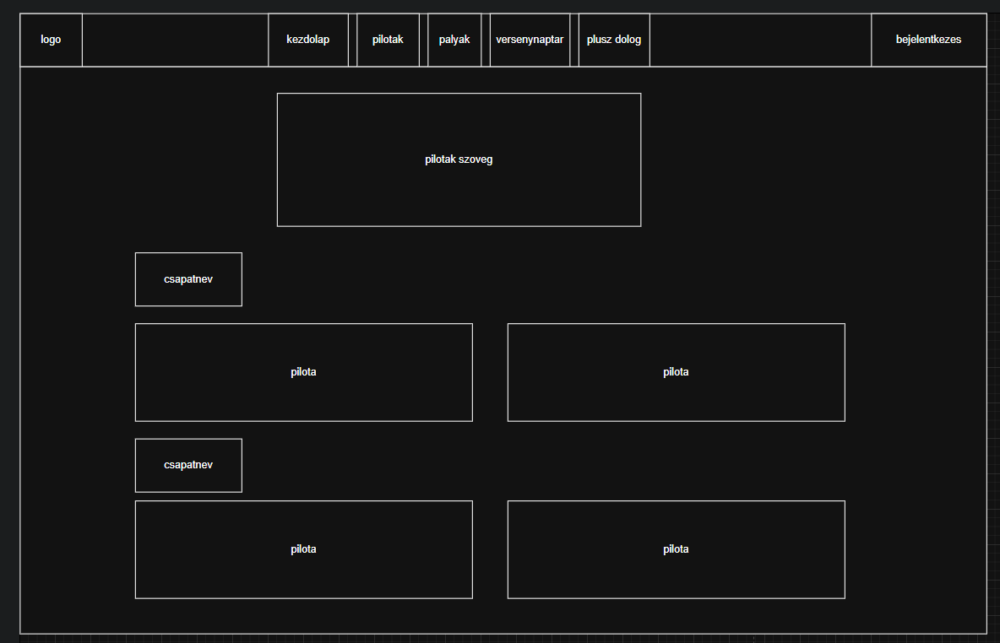 logo
kezdolap
pilotak
palyak
versenynaptar
plusz dolog
bejelentkezes
pilotak szoveg
csapatnev
pilota
pilota
csapatnev
pilota
pilota